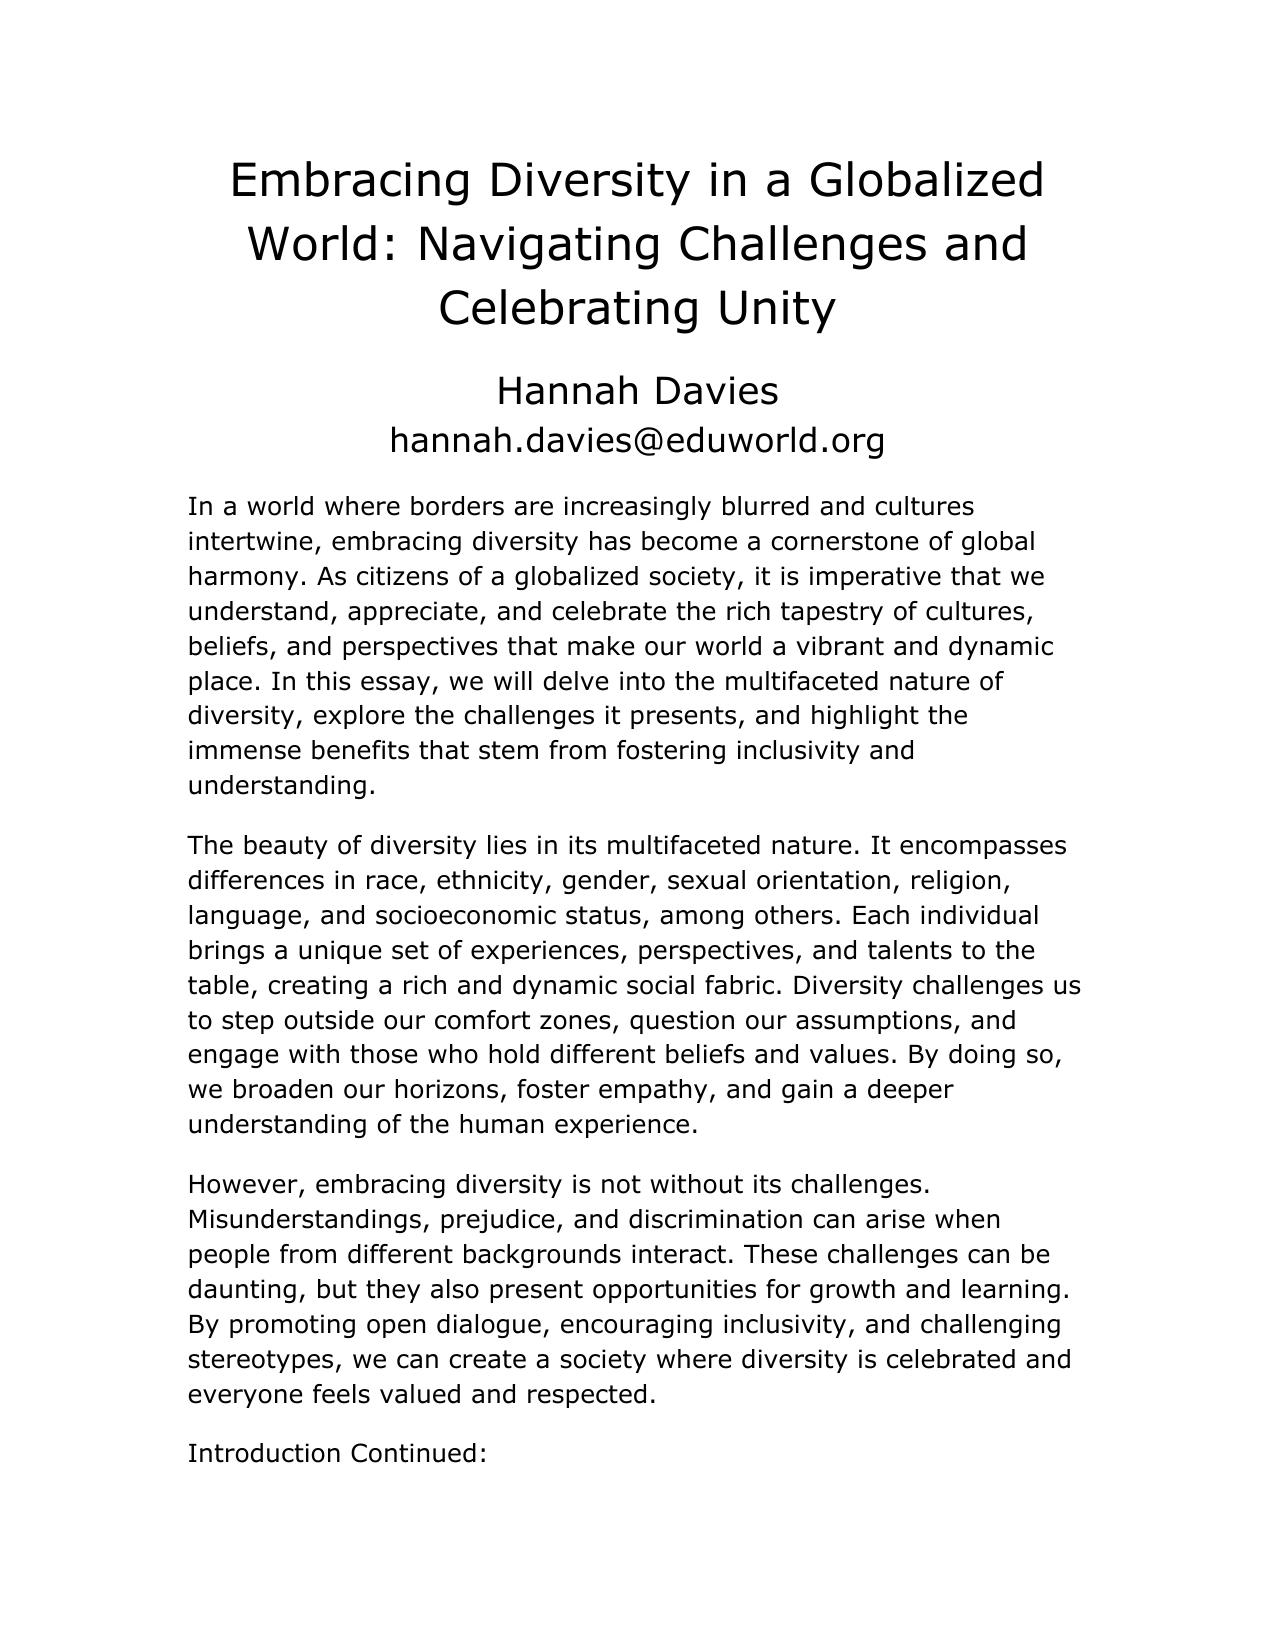 Embracing Diversity in a Globalized
World: Navigating Challenges and
Celebrating Unity
Hannah Davies
hannah.davies@eduworld.org
In a world where borders are increasingly blurred and cultures
intertwine, embracing diversity has become a cornerstone of global
harmony. As citizens of a globalized society, it is imperative that we
understand, appreciate, and celebrate the rich tapestry of cultures,
beliefs, and perspectives that make our world a vibrant and dynamic
place. In this essay, we will delve into the multifaceted nature of
diversity, explore the challenges it presents, and highlight the
immense benefits that stem from fostering inclusivity and
understanding.
The beauty of diversity lies in its multifaceted nature. It encompasses
differences in race, ethnicity, gender, sexual orientation, religion,
language, and socioeconomic status, among others. Each individual
brings a unique set of experiences, perspectives, and talents to the
table, creating a rich and dynamic social fabric. Diversity challenges us
to step outside our comfort zones, question our assumptions, and
engage with those who hold different beliefs and values. By doing so,
we broaden our horizons, foster empathy, and gain a deeper
understanding of the human experience.
However, embracing diversity is not without its challenges.
Misunderstandings, prejudice, and discrimination can arise when
people from different backgrounds interact. These challenges can be
daunting, but they also present opportunities for growth and learning.
By promoting open dialogue, encouraging inclusivity, and challenging
stereotypes, we can create a society where diversity is celebrated and
everyone feels valued and respected.
Introduction Continued: